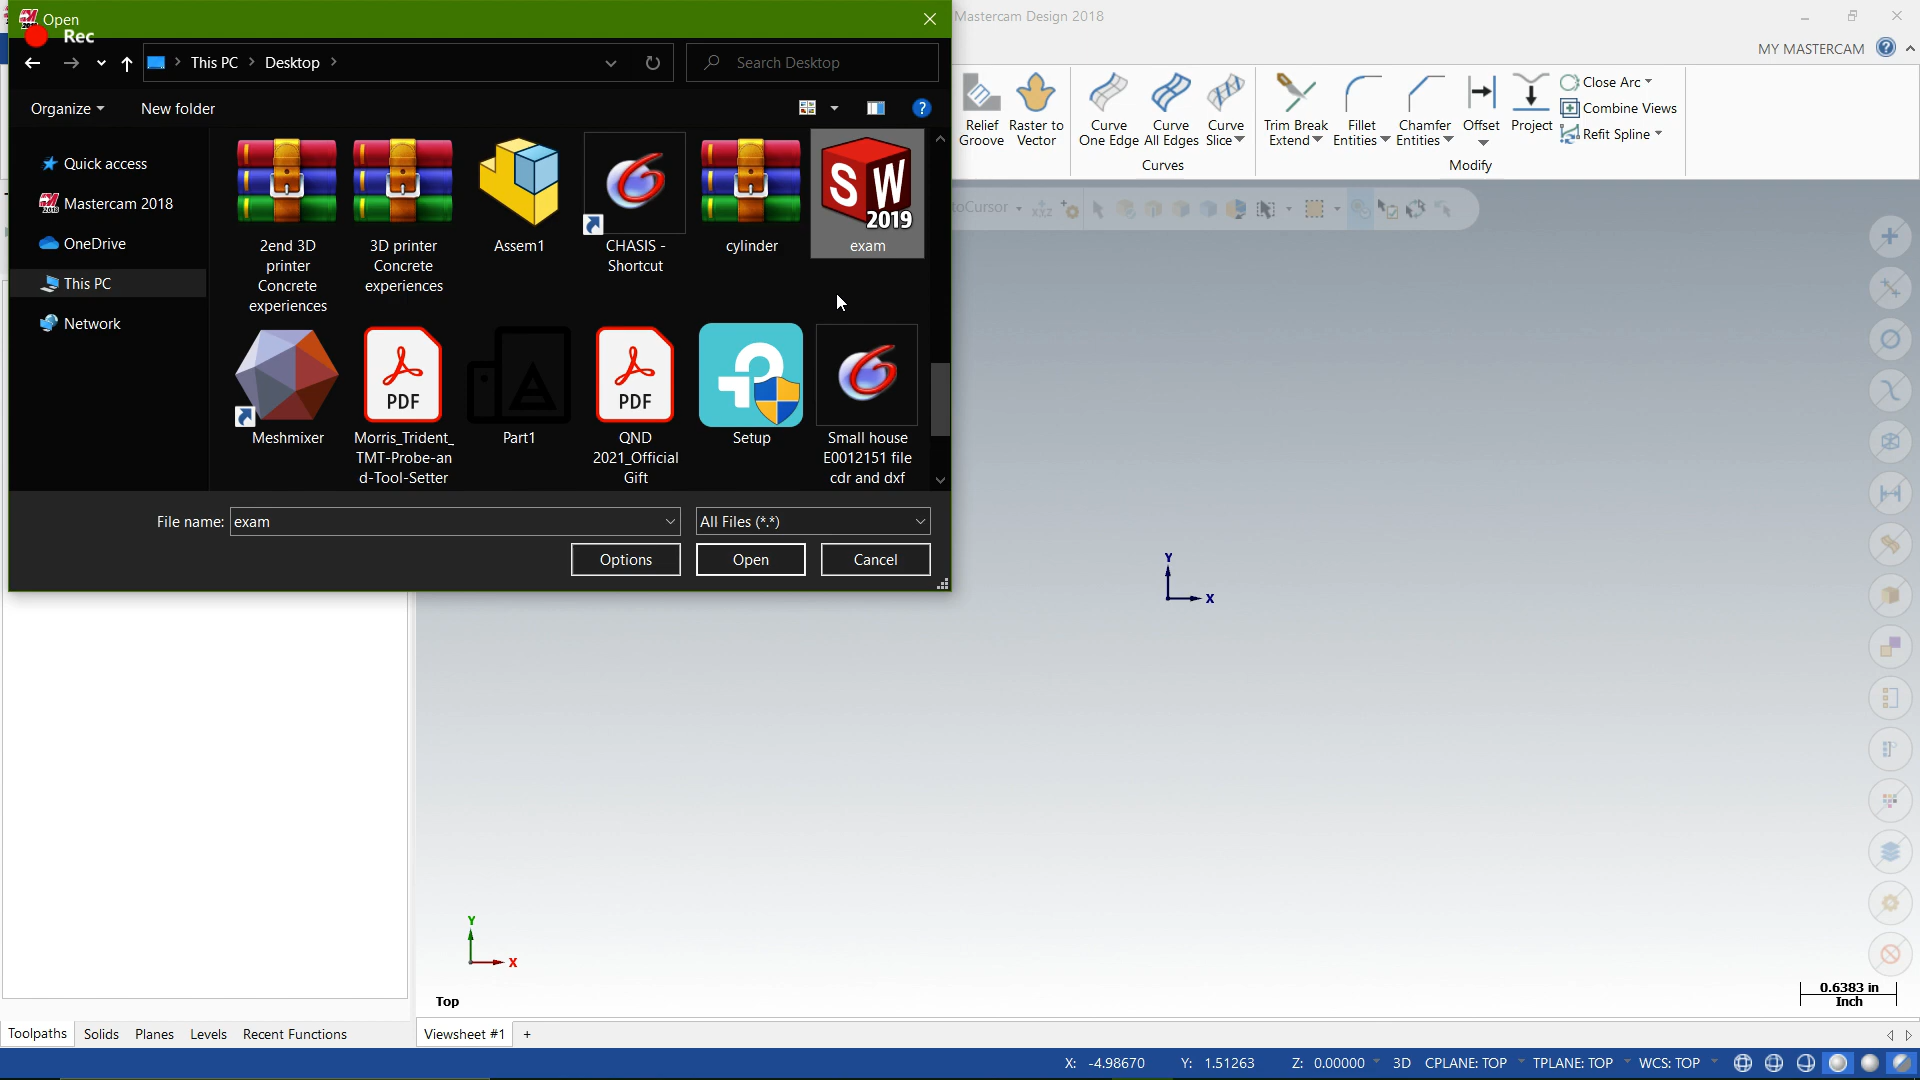 Open
Mastercam Design 2018
Rec
MY MASTERCAM
This PC
Desktop
Search Desktop
Organize
New folder
Quick access
Mastercam 2018
OneDrive
This PC
Network
2end 3D
printer
Concrete
experiences
3D printer
Concrete
experiences
Assem1
CHASIS -
Shortcut
cylinder
SW
2019
exam
Meshmixer
PDF
Morris_Trident_
TMT-Probe-an
d-Tool-Setter
Part1
PDF
QND
2021_Official
Gift
Setup
Small house
E0012151 file
cdr and dxf
File name:
exam
All Files (*.*)
Options
Open
Cancel
Relief
Groove
Raster to
Vector
Curve
One Edge
Curve
All Edges
Curve
Slice
Curves
Trim Break
Extend
Fillet
Entities
Chamfer
Entities
Offset
Project
Close Arc
Combine Views
Refit Spline
Modify
oCursor
Y
X
Y
X
Top
0.6383 in
Inch
Toolpaths
Solids
Planes
Levels
Recent Functions
Viewsheet #1
+
X: -4.98670
Y: 1.51263
Z: 0.00000
3D
CPLANE: TOP
TPLANE: TOP
WCS: TOP